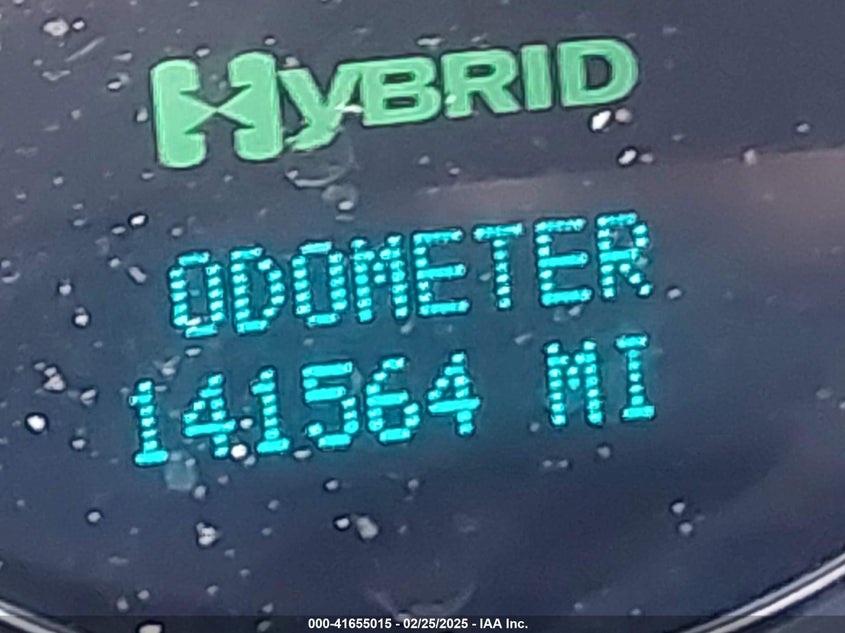 HYBRID
ODOMETER
141564 MI
000-41655015 - 02/25/2025 - IAA Inc.